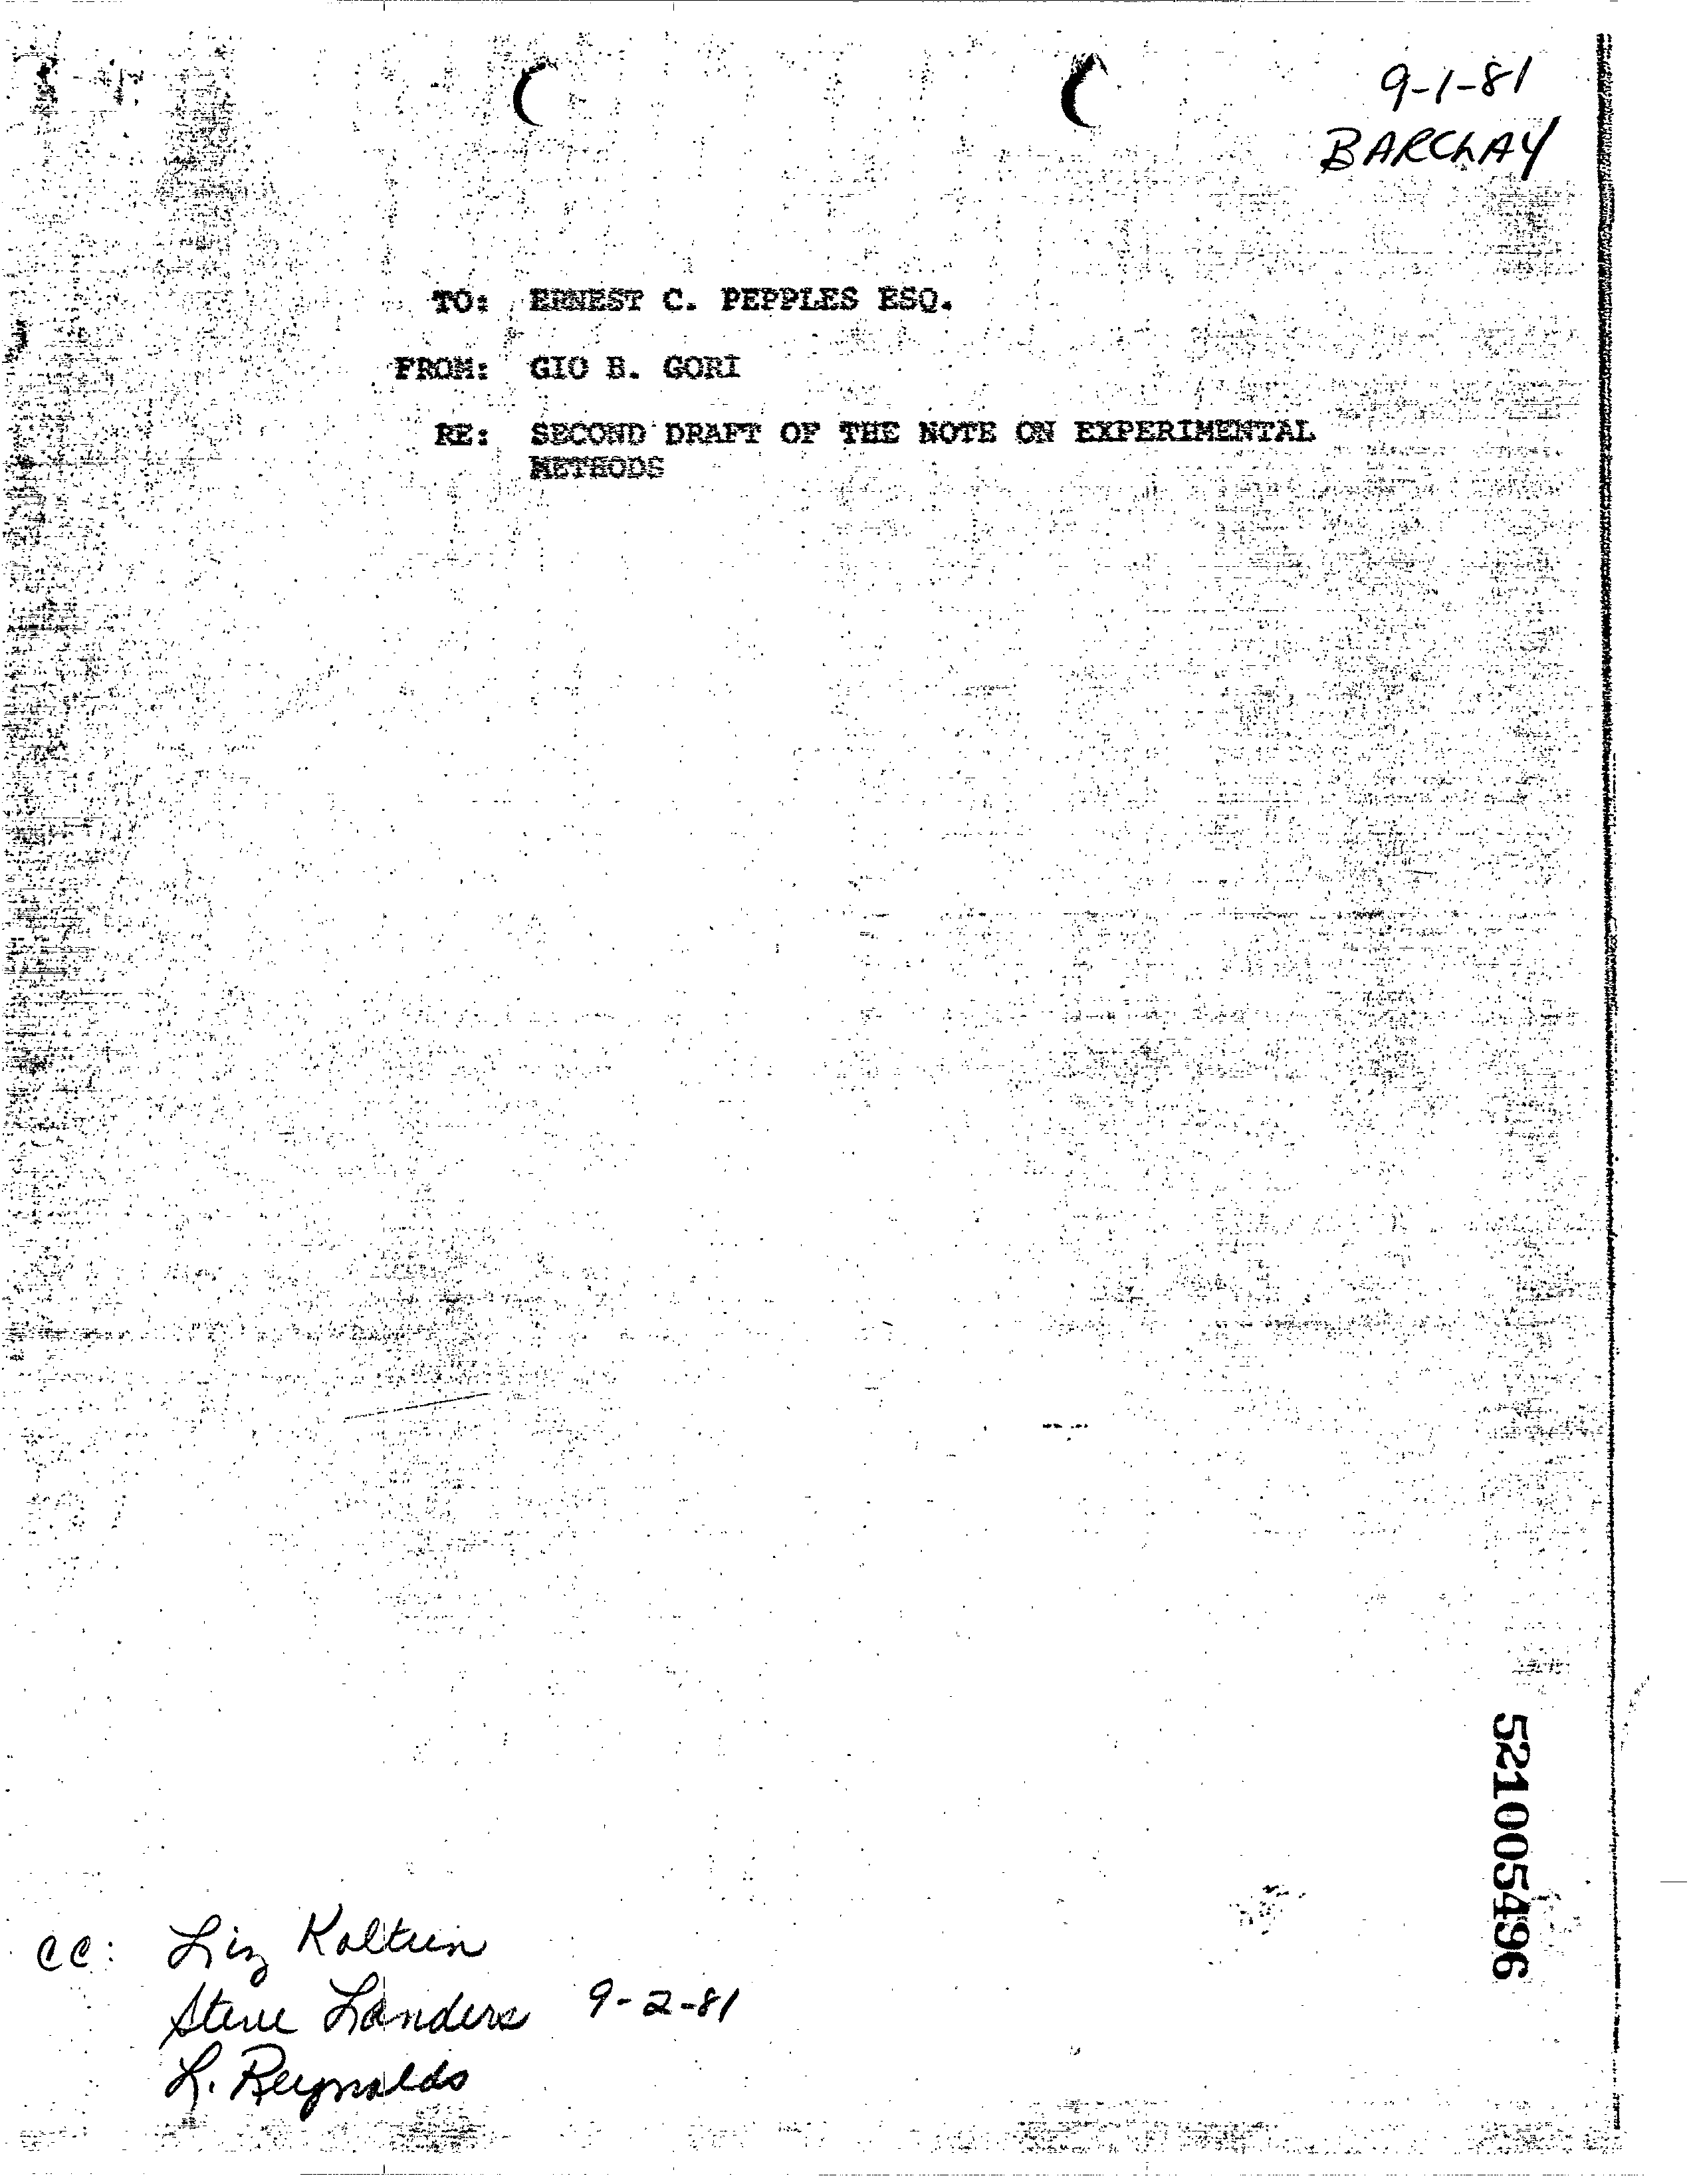 9-1-81
BARCLAY
TO: ERNEST C. PEPPLES ESQ.
FROM: GIO B. GORI
RE: SECOND DRAFT OF THE NOTE ON EXPERIMENTAL
METHODS
521005496
cc: Liz Koltun
Steve Landers 9-2-81
L. Reynolds